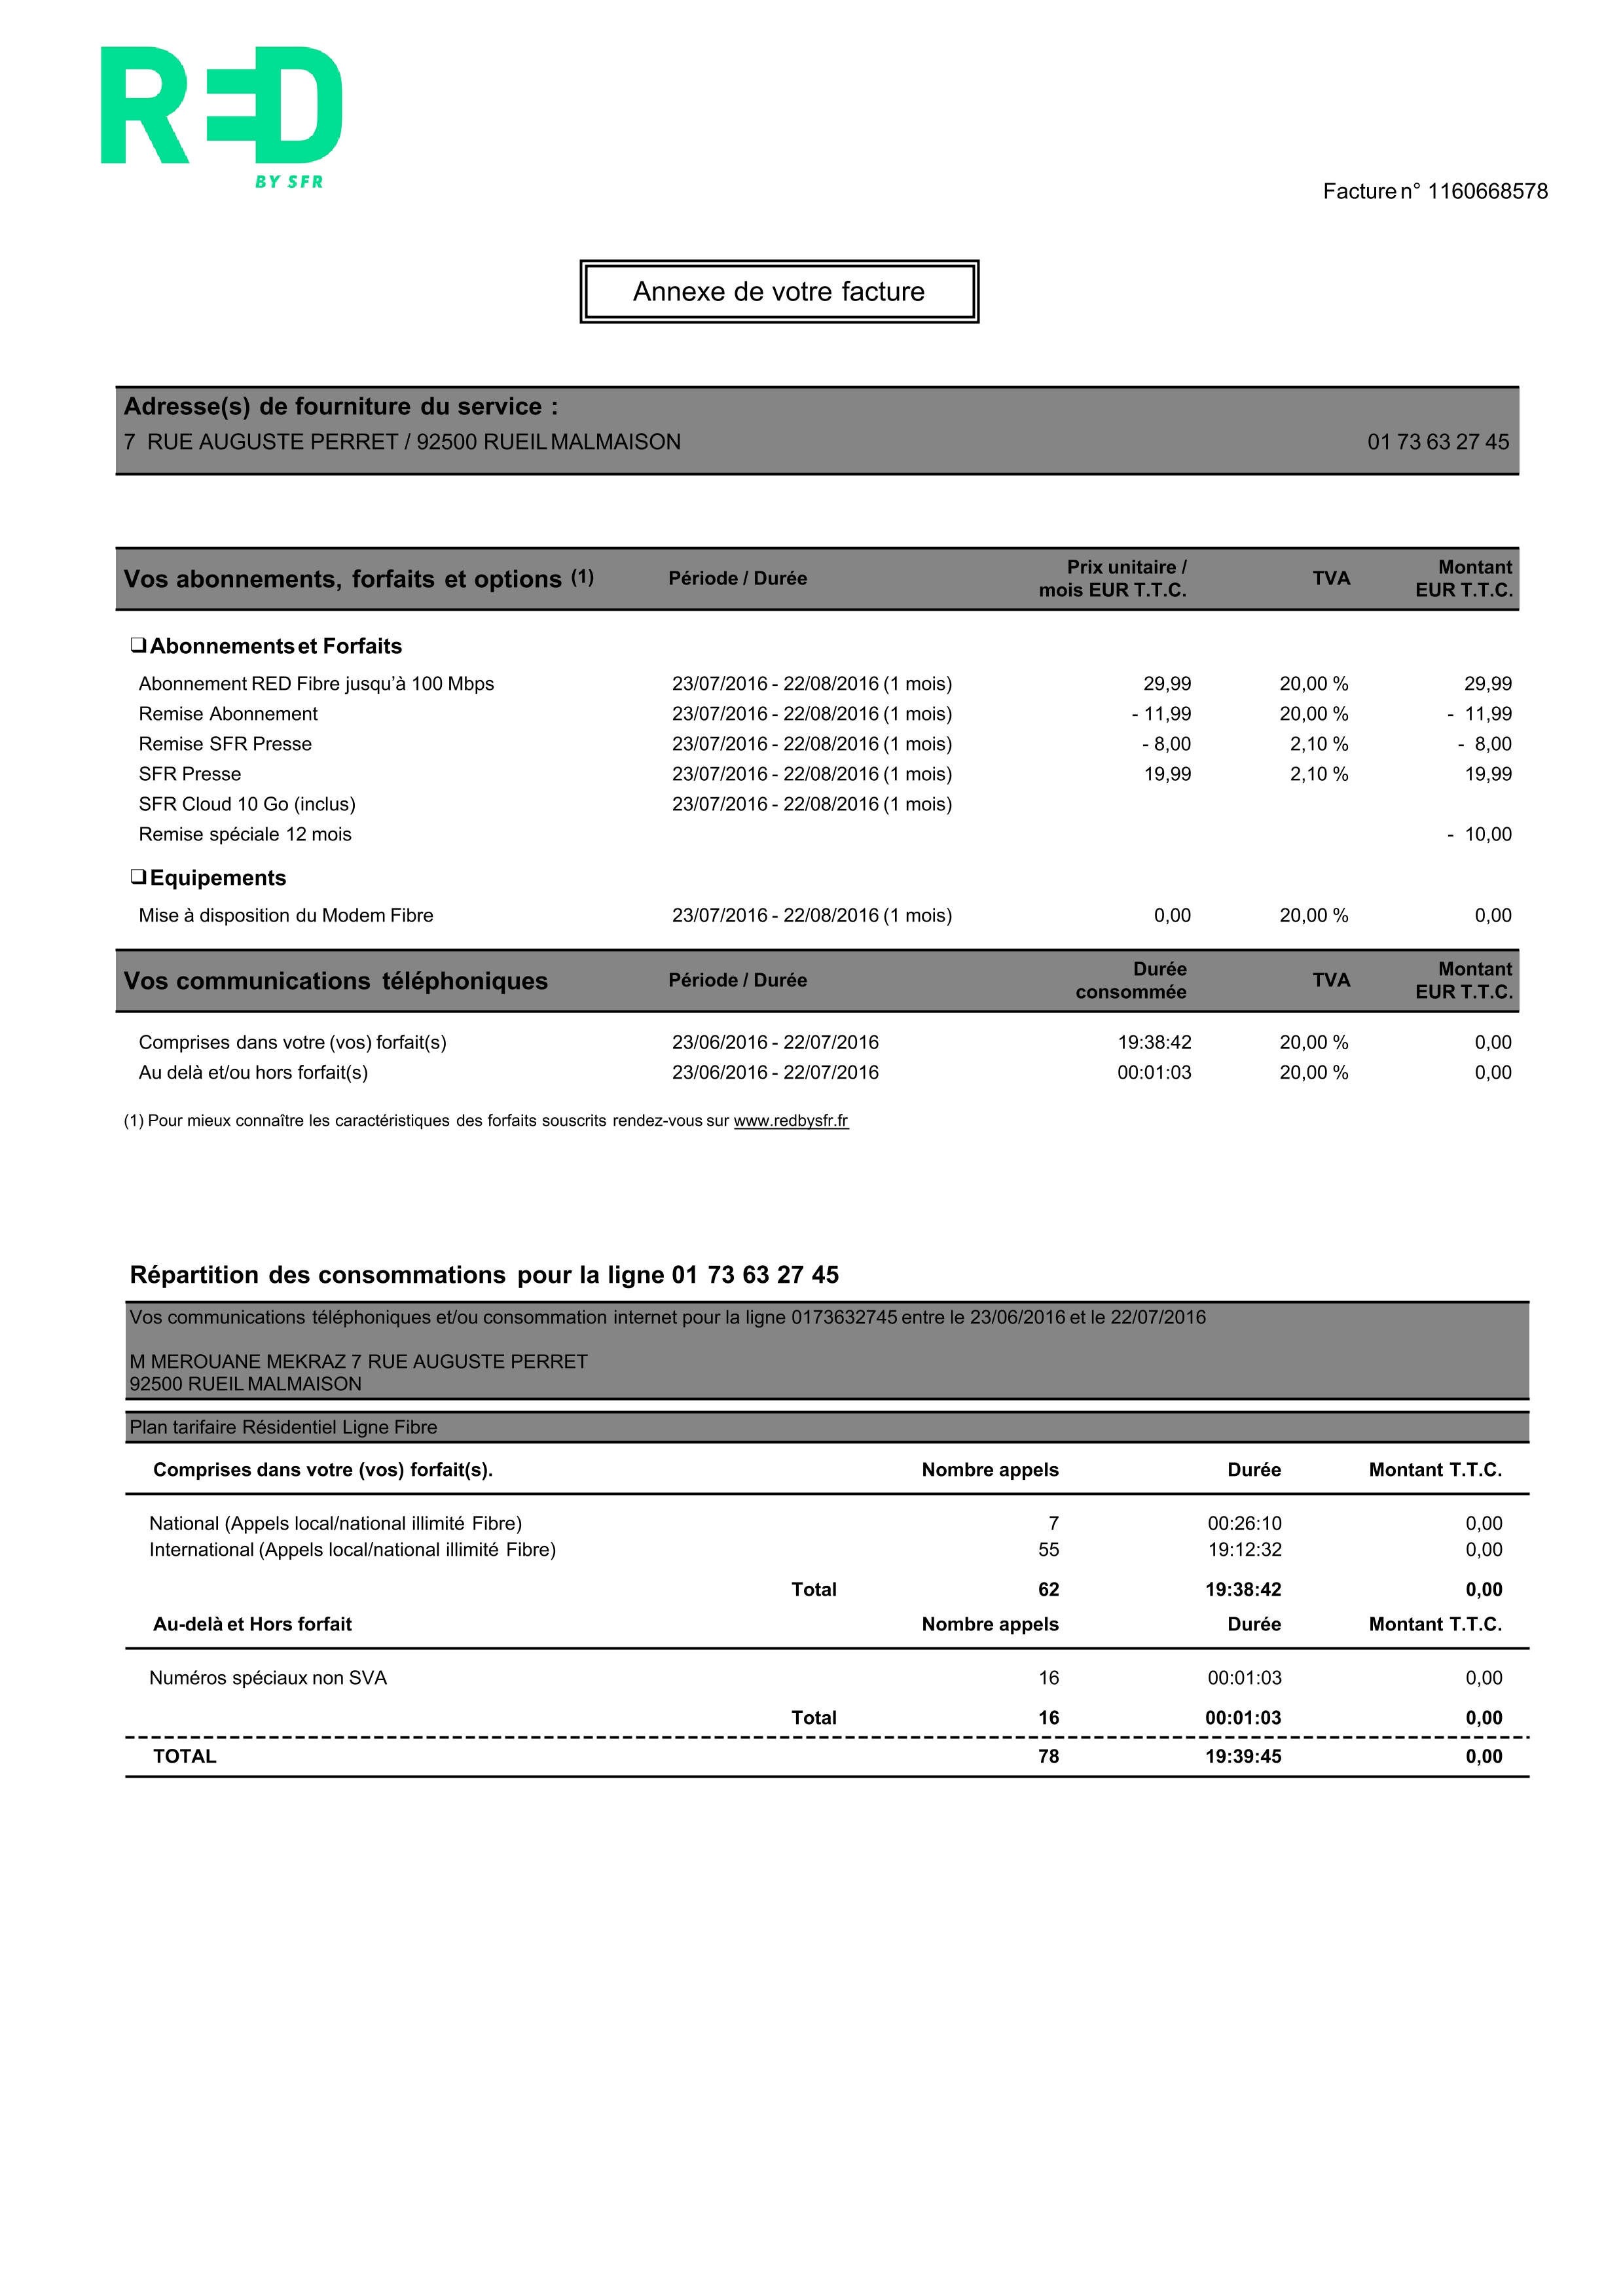 RED
BY SFR
Facture n° 1160668578
Annexe de votre facture
Adresse(s) de fourniture du service :
7 RUE AUGUSTE PERRET / 92500 RUEIL MALMAISON 01 73 63 27 45
Vos abonnements, forfaits et options (1) Période / Durée Prix unitaire / mois EUR T.T.C. TVA Montant EUR T.T.C.
❑ Abonnements et Forfaits
Abonnement RED Fibre jusqu’à 100 Mbps 23/07/2016 - 22/08/2016 (1 mois) 29,99 20,00 % 29,99
Remise Abonnement 23/07/2016 - 22/08/2016 (1 mois) - 11,99 20,00 % - 11,99
Remise SFR Presse 23/07/2016 - 22/08/2016 (1 mois) - 8,00 2,10 % - 8,00
SFR Presse 23/07/2016 - 22/08/2016 (1 mois) 19,99 2,10 % 19,99
SFR Cloud 10 Go (inclus) 23/07/2016 - 22/08/2016 (1 mois)
Remise spéciale 12 mois - 10,00
❑ Equipements
Mise à disposition du Modem Fibre 23/07/2016 - 22/08/2016 (1 mois) 0,00 20,00 % 0,00
Vos communications téléphoniques Période / Durée Durée consommée TVA Montant EUR T.T.C.
Comprises dans votre (vos) forfait(s) 23/06/2016 - 22/07/2016 19:38:42 20,00 % 0,00
Au delà et/ou hors forfait(s) 23/06/2016 - 22/07/2016 00:01:03 20,00 % 0,00
(1) Pour mieux connaître les caractéristiques des forfaits souscrits rendez-vous sur www.redbysfr.fr
Répartition des consommations pour la ligne 01 73 63 27 45
Vos communications téléphoniques et/ou consommation internet pour la ligne 0173632745 entre le 23/06/2016 et le 22/07/2016
M MEROUANE MEKRAZ 7 RUE AUGUSTE PERRET
92500 RUEIL MALMAISON
Plan tarifaire Résidentiel Ligne Fibre
Comprises dans votre (vos) forfait(s). Nombre appels Durée Montant T.T.C.
National (Appels local/national illimité Fibre) 7 00:26:10 0,00
International (Appels local/national illimité Fibre) 55 19:12:32 0,00
Total 62 19:38:42 0,00
Au-delà et Hors forfait Nombre appels Durée Montant T.T.C.
Numéros spéciaux non SVA 16 00:01:03 0,00
Total 16 00:01:03 0,00
TOTAL 78 19:39:45 0,00